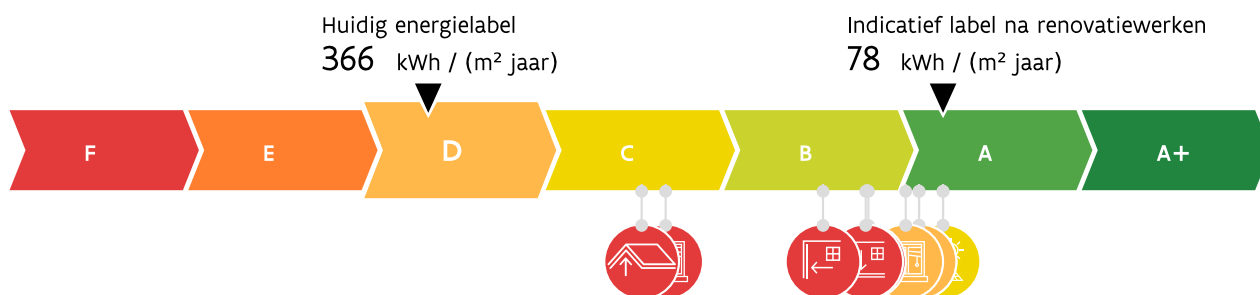 Huidig energielabel
366 kWh / (m² jaar)
Indicatief label na renovatiewerken
78 kWh / (m² jaar)
F E D C B A A+